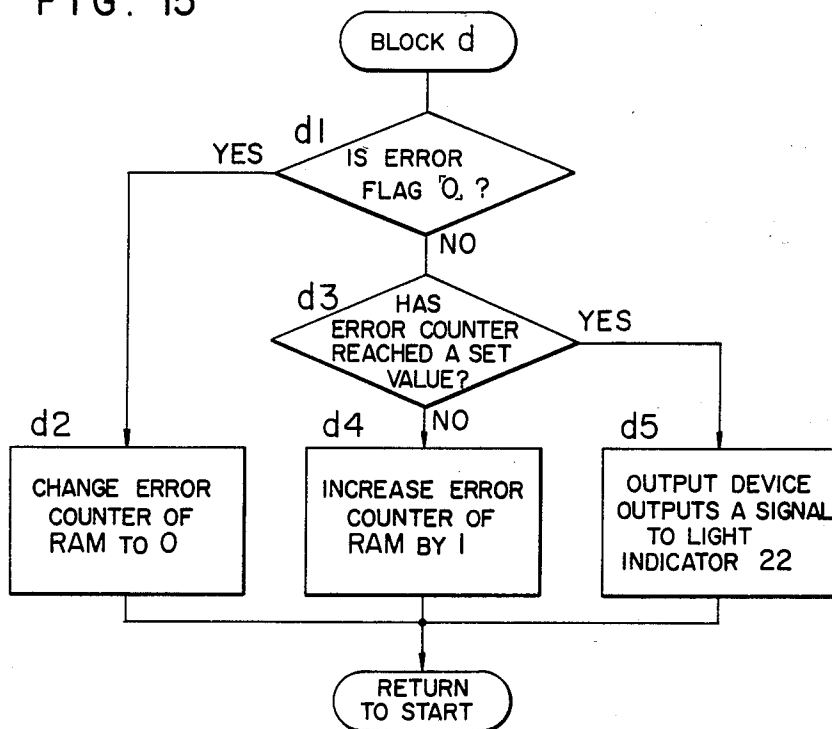 FIG. 15
BLOCK d
d1
YES
IS ERROR
FLAG 「0」 ?
NO
d3
HAS
ERROR COUNTER
REACHED A SET
VALUE?
YES
NO
d2
CHANGE ERROR
COUNTER OF
RAM TO 0
d4
INCREASE ERROR
COUNTER OF
RAM BY 1
d5
OUTPUT DEVICE
OUTPUTS A SIGNAL
TO LIGHT
INDICATOR 22
RETURN
TO START